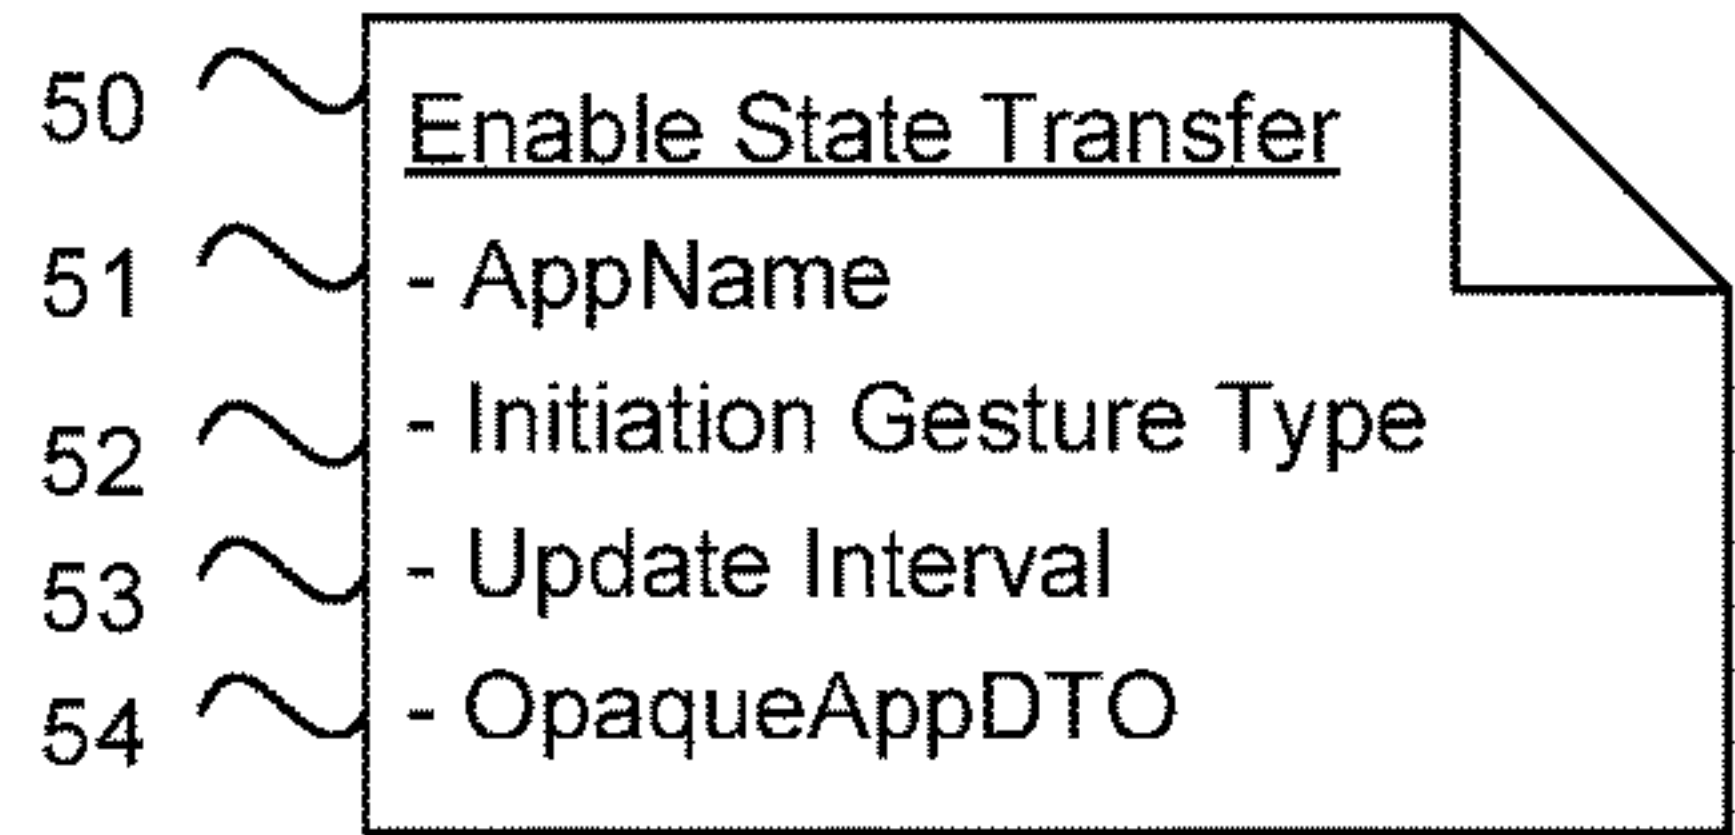 50 Enable State Transfer
51 - AppName
52 - Initiation Gesture Type
53 - Update Interval
54 - OpaqueAppDTO